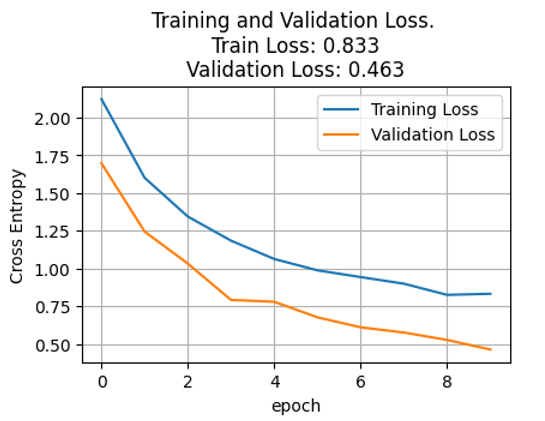 Training and Validation Loss.
Train Loss: 0.833
Validation Loss: 0.463
Training Loss
Validation Loss
2.00
1.75
1.50
1.25
1.00
0.75
0.50
Cross Entropy
0 2 4 6 8
epoch